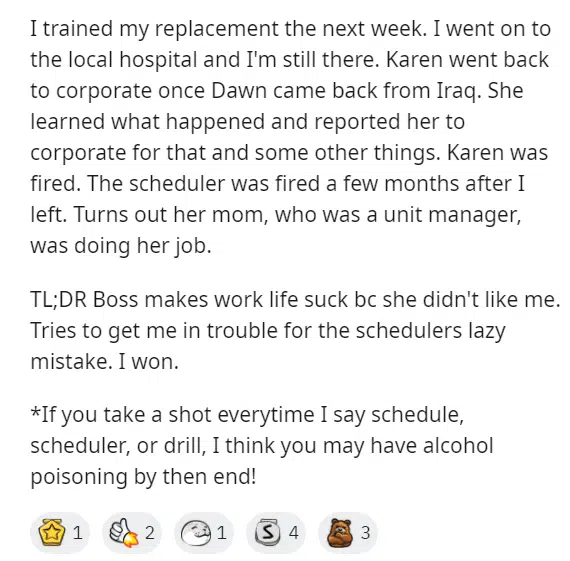 I trained my replacement the next week. I went on to
the local hospital and I'm still there. Karen went back
to corporate once Dawn came back from Iraq. She
learned what happened and reported her to
corporate for that and some other things. Karen was
fired. The scheduler was fired a few months after I
left. Turns out her mom, who was a unit manager,
was doing her job.
TL;DR Boss makes work life suck bc she didn't like me.
Tries to get me in trouble for the schedulers lazy
mistake. I won.
*If you take a shot everytime I say schedule,
scheduler, or drill, I think you may have alcohol
poisoning by then end!
1 2 1 S 4 3